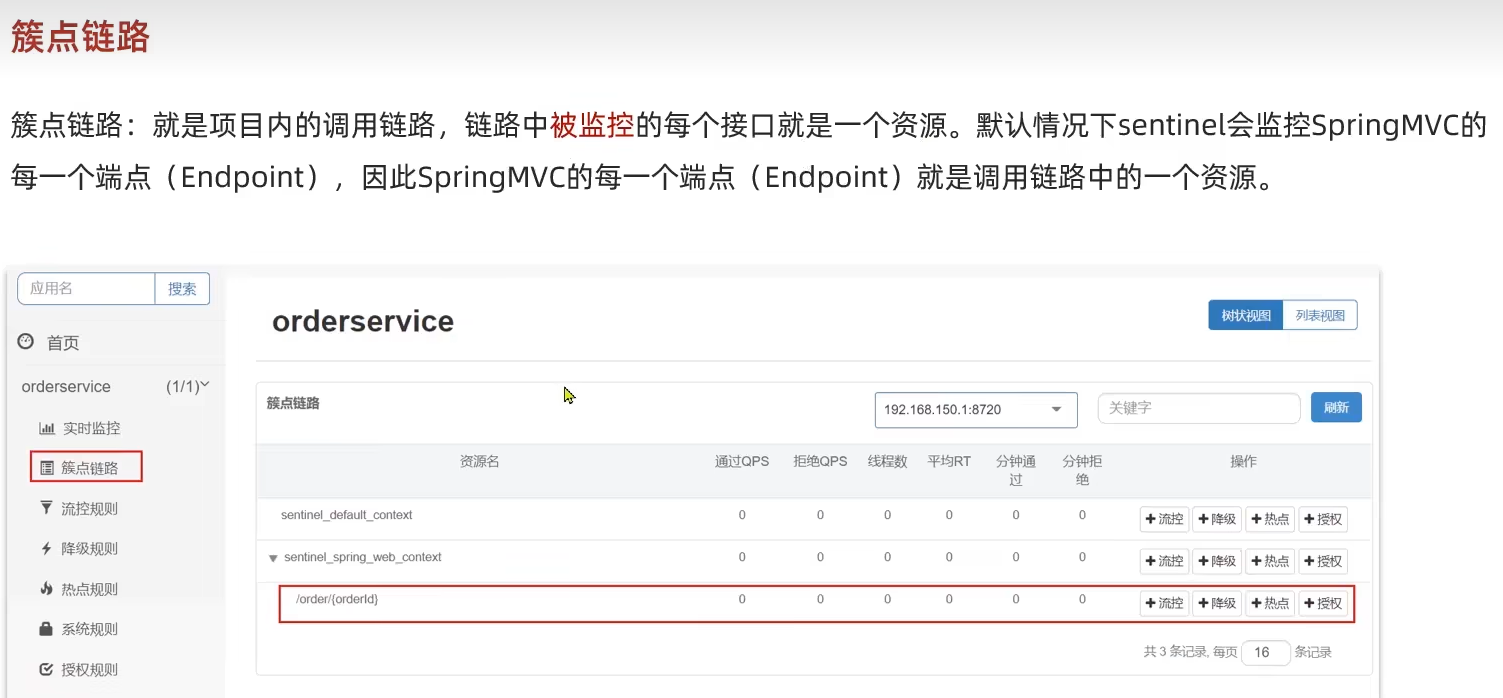 簇点链路
簇点链路：就是项目内的调用链路，链路中被监控的每个接口就是一个资源。默认情况下sentinel会监控SpringMVC的
每一个端点（Endpoint），因此SpringMVC的每一个端点（Endpoint）就是调用链路中的一个资源。
应用名 搜索
首页
orderservice (1/1)
实时监控
簇点链路
流控规则
降级规则
热点规则
系统规则
授权规则
orderservice
树状视图 列表视图
簇点链路 192.168.150.1:8720 关键字 刷新
资源名 通过QPS 拒绝QPS 线程数 平均RT 分钟通 分钟拒 操作
过 绝
sentinel_default_context 0 0 0 0 0 0 +流控 +降级 +热点 +授权
sentinel_spring_web_context 0 0 0 0 0 0 +流控 +降级 +热点 +授权
/order/{orderId} 0 0 0 0 0 0 +流控 +降级 +热点 +授权
共 3 条记录, 每页 16 条记录